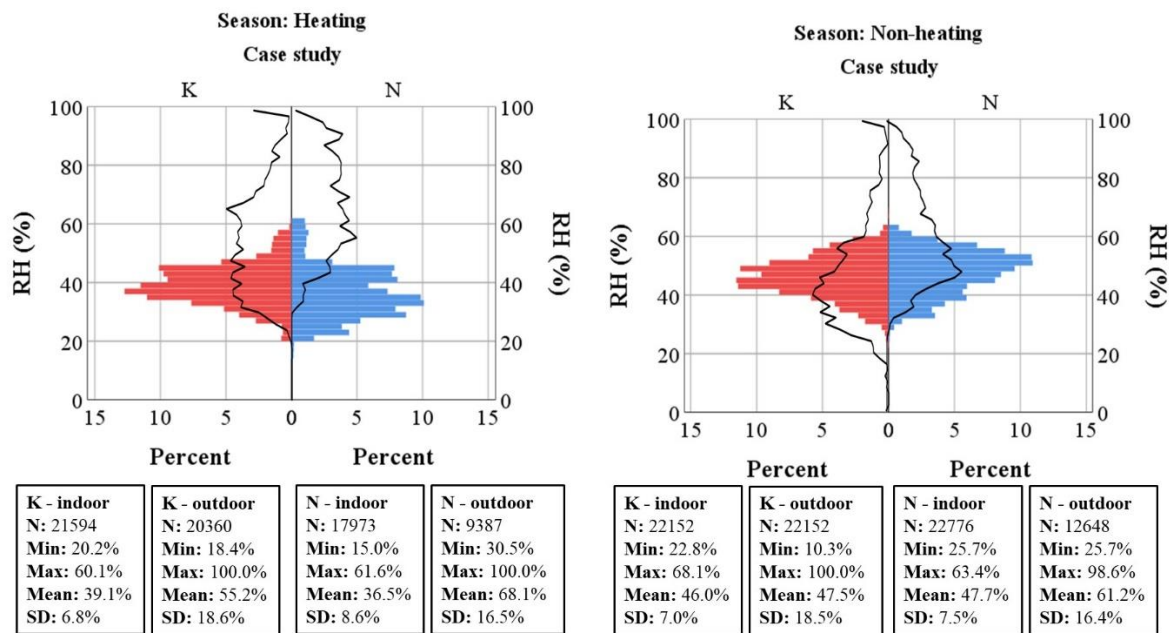 Season: Heating
Case study
K N
100 100
80 80
60 60
40 40
20 20
0 0
RH (%)
RH (%)
15 10 5 0 5 10 15
Percent Percent
K - indoor
N: 21594
Min: 20.2%
Max: 60.1%
Mean: 39.1%
SD: 6.8%
K - outdoor
N: 20360
Min: 18.4%
Max: 100.0%
Mean: 55.2%
SD: 18.6%
N - indoor
N: 17973
Min: 15.0%
Max: 61.6%
Mean: 36.5%
SD: 8.6%
N - outdoor
N: 9387
Min: 30.5%
Max: 100.0%
Mean: 68.1%
SD: 16.5%
Season: Non-heating
Case study
K N
100 100
80 80
60 60
40 40
20 20
0 0
RH (%)
RH (%)
15 10 5 0 5 10 15
Percent Percent
K - indoor
N: 22152
Min: 22.8%
Max: 68.1%
Mean: 46.0%
SD: 7.0%
K - outdoor
N: 22152
Min: 10.3%
Max: 100.0%
Mean: 47.5%
SD: 18.5%
N - indoor
N: 22776
Min: 25.7%
Max: 63.4%
Mean: 47.7%
SD: 7.5%
N - outdoor
N: 12648
Min: 25.7%
Max: 98.6%
Mean: 61.2%
SD: 16.4%